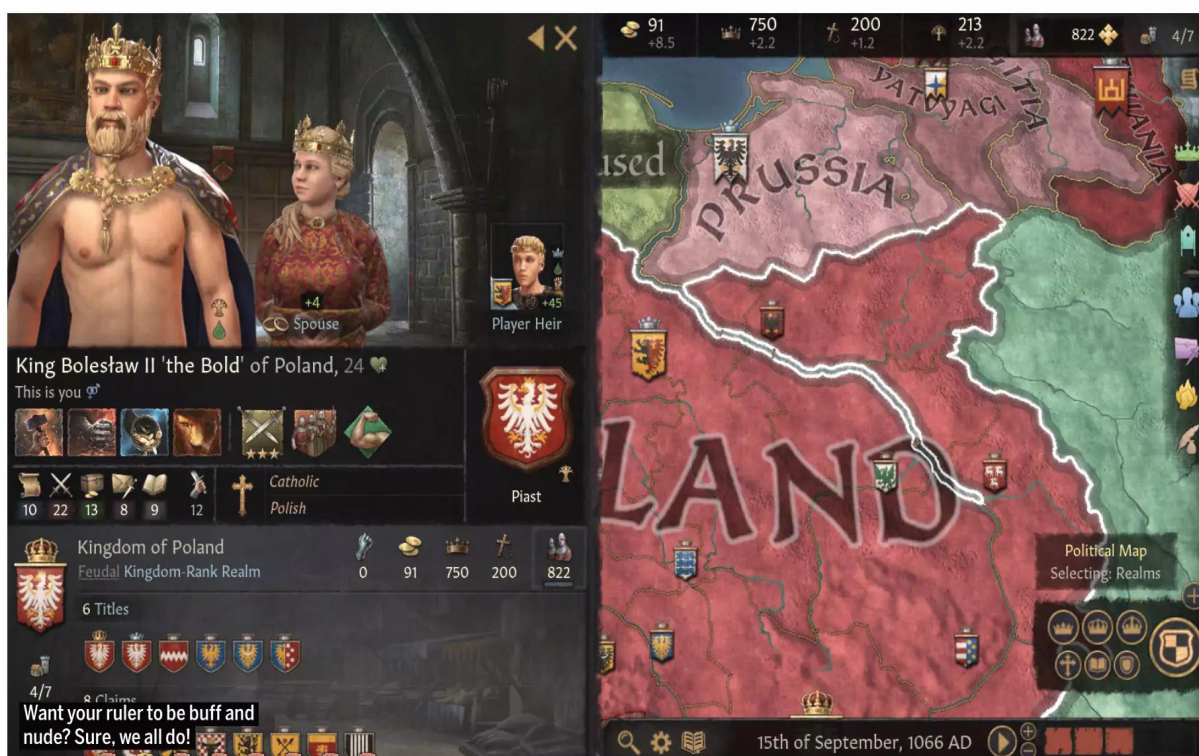 91
+8.5
750
+2.2
200
+1.2
213
+2.2
822
4/7
+4
Spouse
+45
Player Heir
King Bolesław II 'the Bold' of Poland, 24
This is you
10 22 13 8 9 12
Catholic
Polish
Piast
Kingdom of Poland
Feudal Kingdom-Rank Realm
0 91 750 200 822
6 Titles
4/7
8 Claims
Want your ruler to be buff and
nude? Sure, we all do!
used
PRUSSIA
YATVYAGI
LAND
Political Map
Selecting: Realms
15th of September, 1066 AD